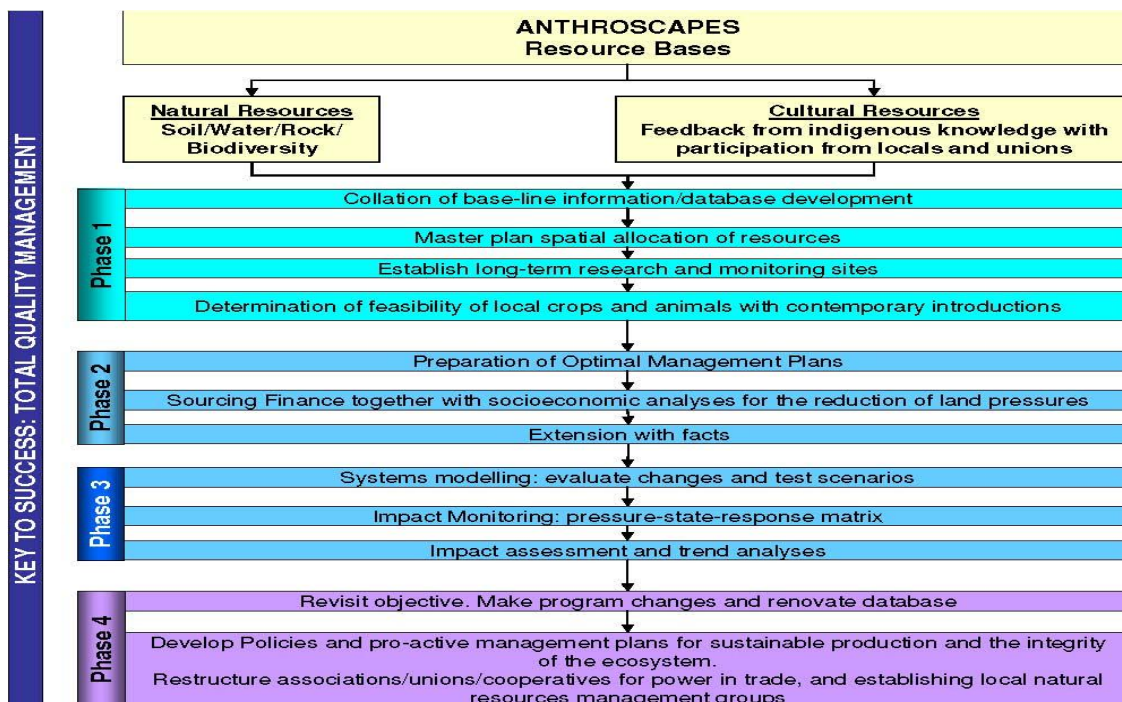 KEY TO SUCCESS: TOTAL QUALITY MANAGEMENT
ANTHROSCAPES
Resource Bases
Natural Resources
Soil/Water/Rock/
Biodiversity
Cultural Resources
Feedback from indigenous knowledge with
participation from locals and unions
Phase 1
Collation of base-line information/database development
Master plan spatial allocation of resources
Establish long-term research and monitoring sites
Determination of feasibility of local crops and animals with contemporary introductions
Phase 2
Preparation of Optimal Management Plans
Sourcing Finance together with socioeconomic analyses for the reduction of land pressures
Extension with facts
Phase 3
Systems modelling: evaluate changes and test scenarios
Impact Monitoring: pressure-state-response matrix
Impact assessment and trend analyses
Phase 4
Revisit objective. Make program changes and renovate database
Develop Policies and pro-active management plans for sustainable production and the integrity
of the ecosystem.
Restructure associations/unions/cooperatives for power in trade, and establishing local natural
resources management groups